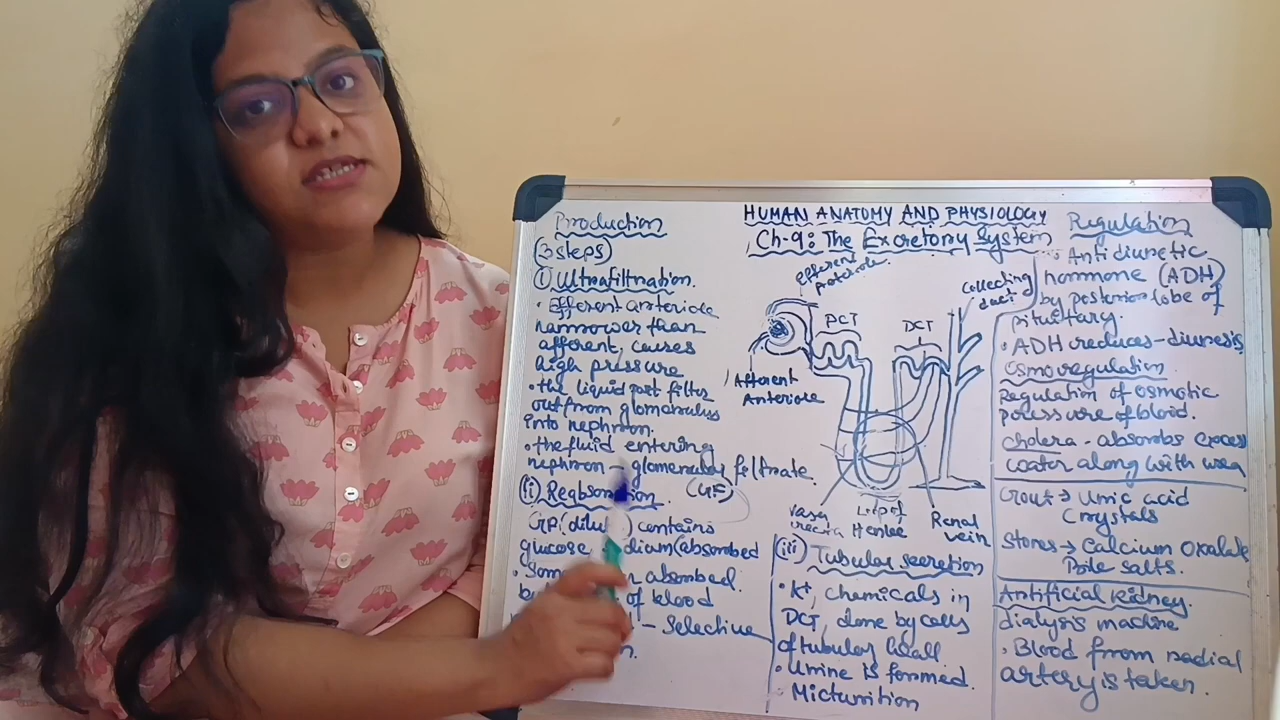 HUMAN ANATOMY AND PHYSIOLOGY
Ch-9: The Excretory System
Production
(3 steps)
(i) Ultrafiltration.
• Efferent arteriole
narrower than
afferent, causes
high pressure
• the liquid part filter
out from glomerulus
into nephron.
• the fluid entering
nephron - glomerular filtrate.
(GF)
(ii) Reabsorption
contains
glucose
(absorbed
absorbed
of blood
- Selective
efferent
arteriole
Afferent
Arteriole
PCT
DCT
Collecting
duct
vasa
recta
Loop of
Henle
Renal
vein
(iii) Tubular secretion
• K+, chemicals in
DCT, done by cells
of tubular wall
• Urine is formed.
• Micturition
Regulation
• Antidiuretic
hormone (ADH)
by posterior lobe of
pituitary.
• ADH reduces - diuresis
Osmoregulation
Regulation of osmotic
pressure of blood.
cholera - absorbs excess
water along with urea
Gout → Uric acid
Crystals
Stones → Calcium Oxalate
Bile salts.
Artificial Kidney.
dialysis machine
• Blood from radial
artery is taken.